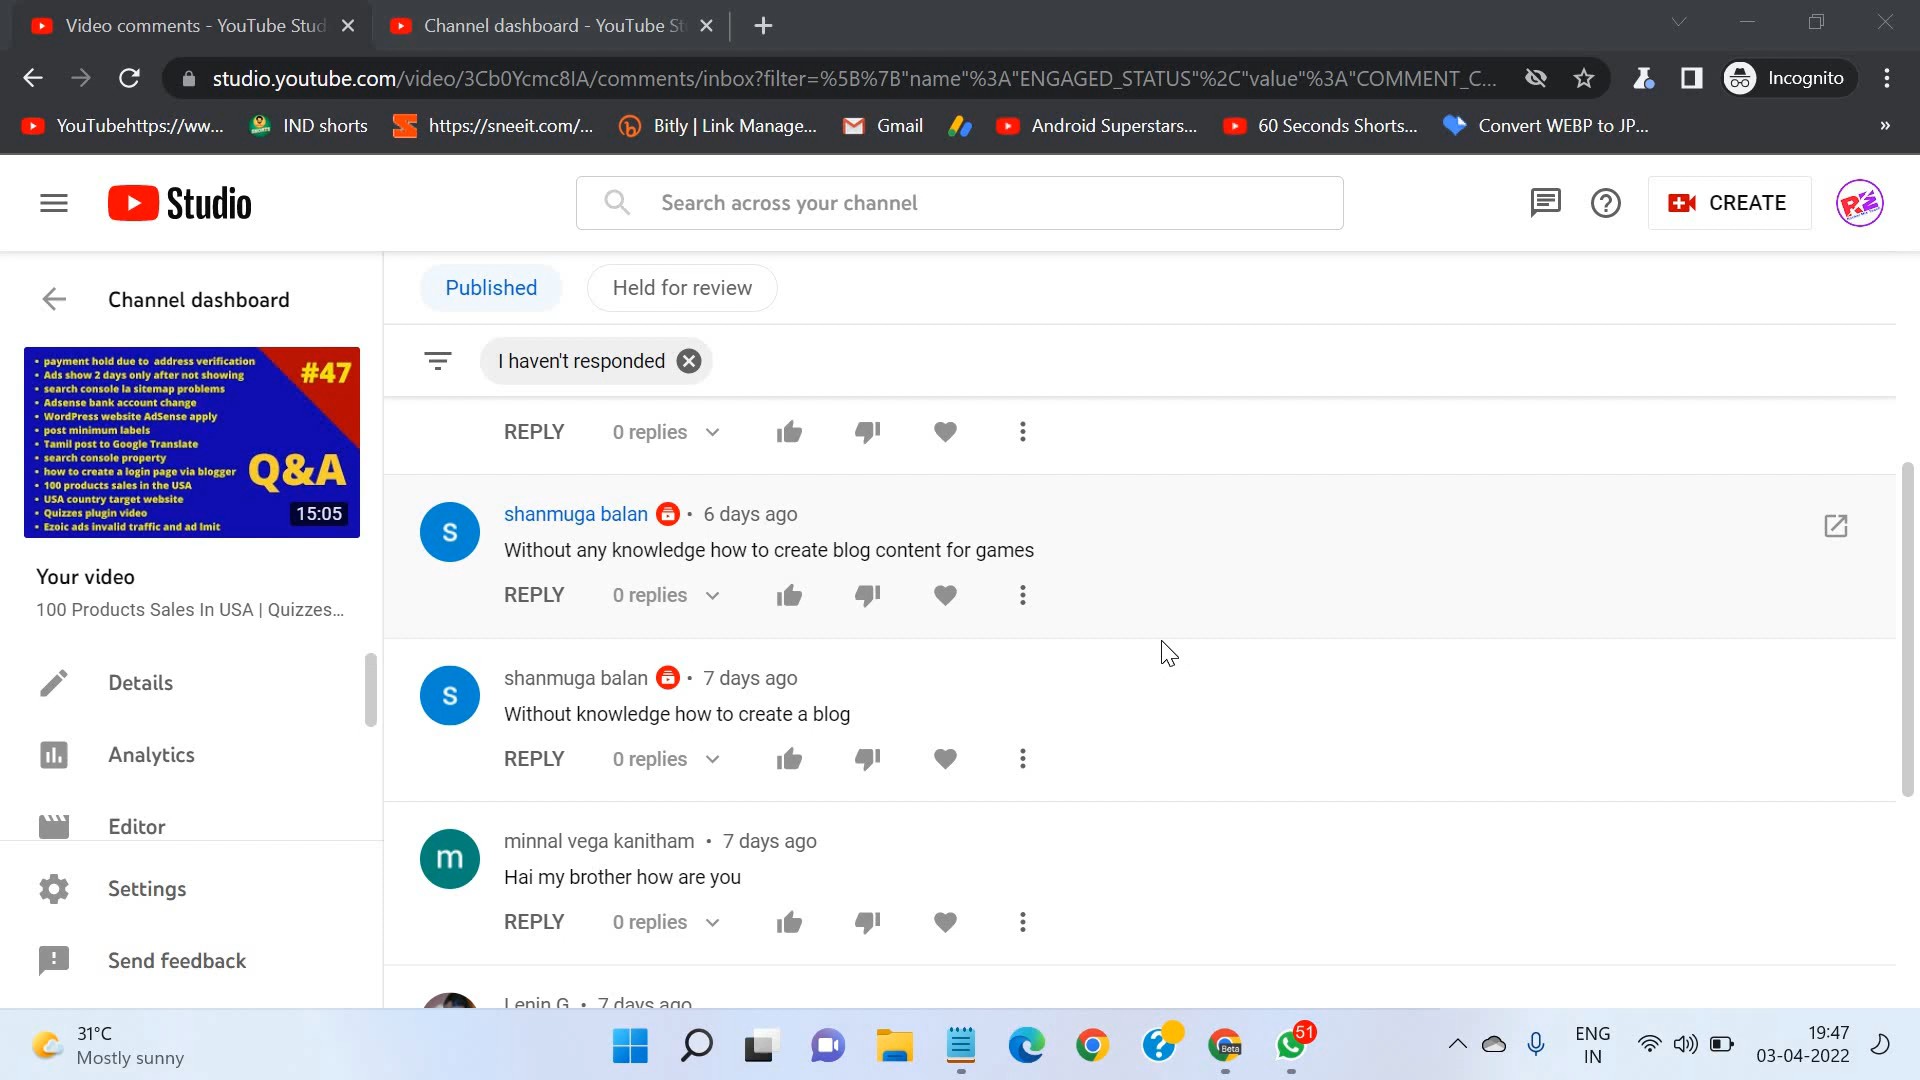 Video comments - YouTube Stud
Channel dashboard - YouTube St
studio.youtube.com/video/3Cb0Ycmc8IA/comments/inbox?filter=%5B%7B"name"%3A"ENGAGED_STATUS"%2C"value"%3A"COMMENT_C...
Incognito
YouTubehttps://ww...
IND shorts
https://sneeit.com/...
Bitly | Link Manage...
Gmail
Android Superstars...
60 Seconds Shorts...
Convert WEBP to JP...
»
Studio
Search across your channel
CREATE
Channel dashboard
Published
Held for review
I haven't responded
• payment hold due to address verification
• Ads show 2 days only after not showing
• search console la sitemap problems
• Adsense bank account change
• WordPress website AdSense apply
• post minimum labels
• Tamil post to Google Translate
• search console property
• how to create a login page via blogger
• 100 products sales in the USA
• USA country target website
• Quizzes plugin video
• Ezoic ads invalid traffic and ad lmit
#47
Q&A
15:05
Your video
100 Products Sales In USA | Quizzes...
Details
Analytics
Editor
Settings
Send feedback
REPLY 0 replies
s
shanmuga balan • 6 days ago
Without any knowledge how to create blog content for games
REPLY 0 replies
s
shanmuga balan • 7 days ago
Without knowledge how to create a blog
REPLY 0 replies
m
minnal vega kanitham • 7 days ago
Hai my brother how are you
REPLY 0 replies
Lenin G • 7 days ago
31°C
Mostly sunny
Beta
51
ENG
IN
19:47
03-04-2022